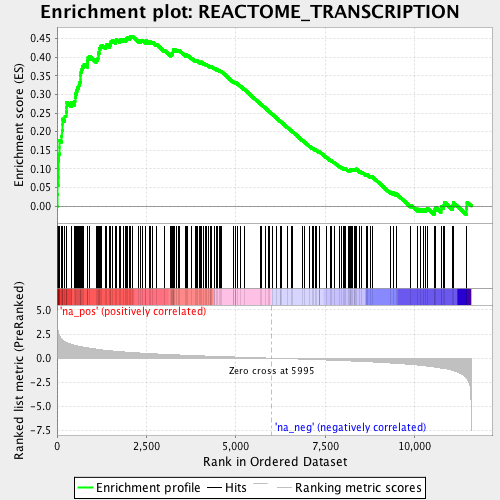 Enrichment plot: REACTOME_TRANSCRIPTION
Enrichment score (ES)
0.45
0.40
0.35
0.30
0.25
0.20
0.15
0.10
0.05
0.00
Ranked list metric (PreRanked)
5.0
2.5
0.0
-2.5
-5.0
-7.5
'na_pos' (positively correlated)
Zero cross at 5995
'na_neg' (negatively correlated)
0
2,500
5,000
7,500
10,000
Rank in Ordered Dataset
Enrichment profile
Hits
Ranking metric scores